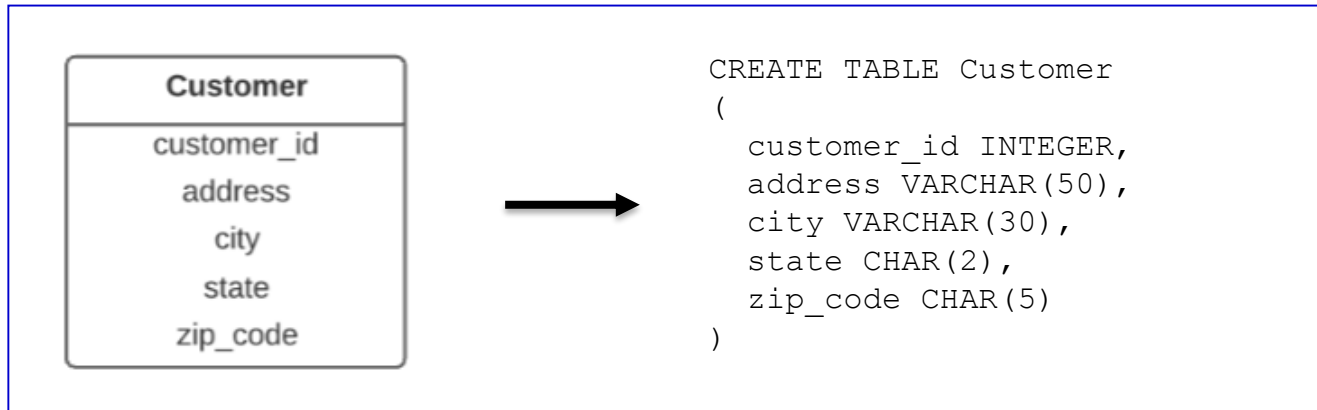 Customer
customer_id
address
city
state
zip_code
CREATE TABLE Customer
(
customer_id INTEGER,
address VARCHAR(50),
city VARCHAR(30),
state CHAR(2),
zip_code CHAR(5)
)